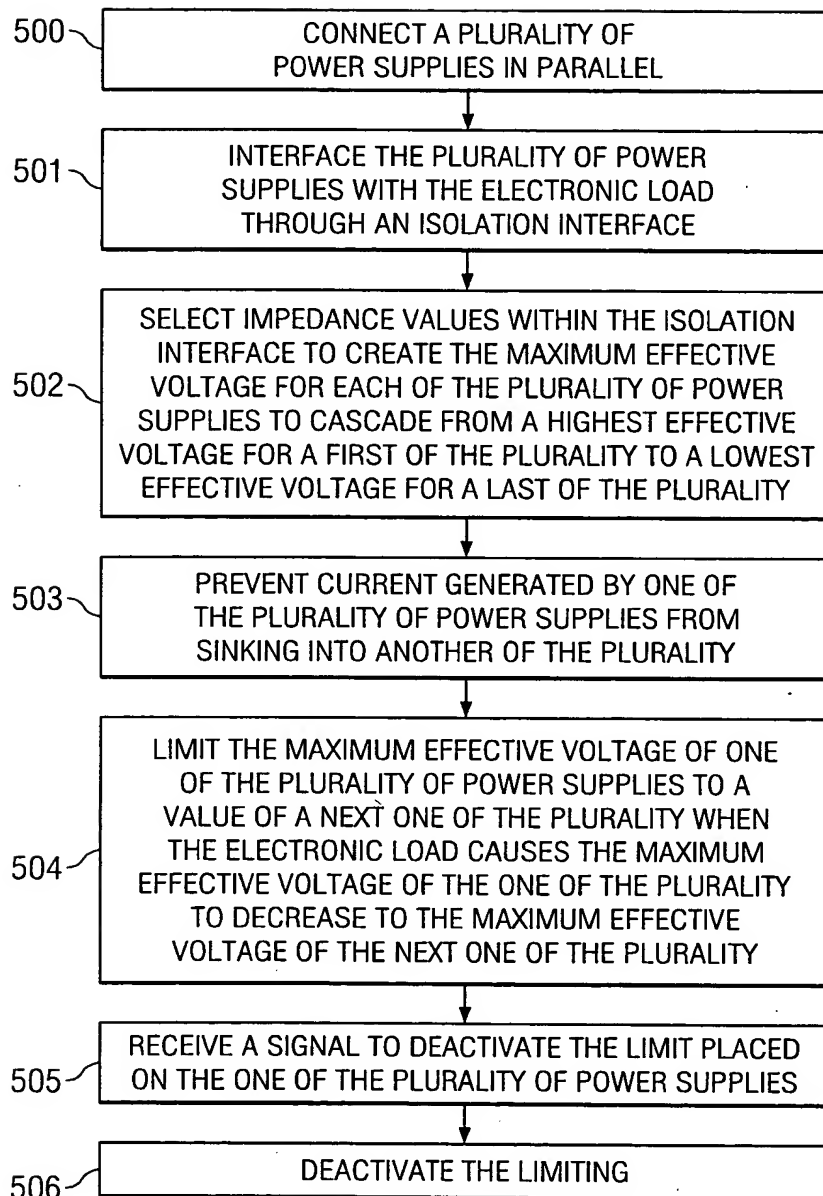 500
CONNECT A PLURALITY OF
POWER SUPPLIES IN PARALLEL
501
INTERFACE THE PLURALITY OF POWER
SUPPLIES WITH THE ELECTRONIC LOAD
THROUGH AN ISOLATION INTERFACE
502
SELECT IMPEDANCE VALUES WITHIN THE ISOLATION
INTERFACE TO CREATE THE MAXIMUM EFFECTIVE
VOLTAGE FOR EACH OF THE PLURALITY OF POWER
SUPPLIES TO CASCADE FROM A HIGHEST EFFECTIVE
VOLTAGE FOR A FIRST OF THE PLURALITY TO A LOWEST
EFFECTIVE VOLTAGE FOR A LAST OF THE PLURALITY
503
PREVENT CURRENT GENERATED BY ONE OF
THE PLURALITY OF POWER SUPPLIES FROM
SINKING INTO ANOTHER OF THE PLURALITY
504
LIMIT THE MAXIMUM EFFECTIVE VOLTAGE OF ONE
OF THE PLURALITY OF POWER SUPPLIES TO A
VALUE OF A NEXT ONE OF THE PLURALITY WHEN
THE ELECTRONIC LOAD CAUSES THE MAXIMUM
EFFECTIVE VOLTAGE OF THE ONE OF THE PLURALITY
TO DECREASE TO THE MAXIMUM EFFECTIVE
VOLTAGE OF THE NEXT ONE OF THE PLURALITY
505
RECEIVE A SIGNAL TO DEACTIVATE THE LIMIT PLACED
ON THE ONE OF THE PLURALITY OF POWER SUPPLIES
506
DEACTIVATE THE LIMITING